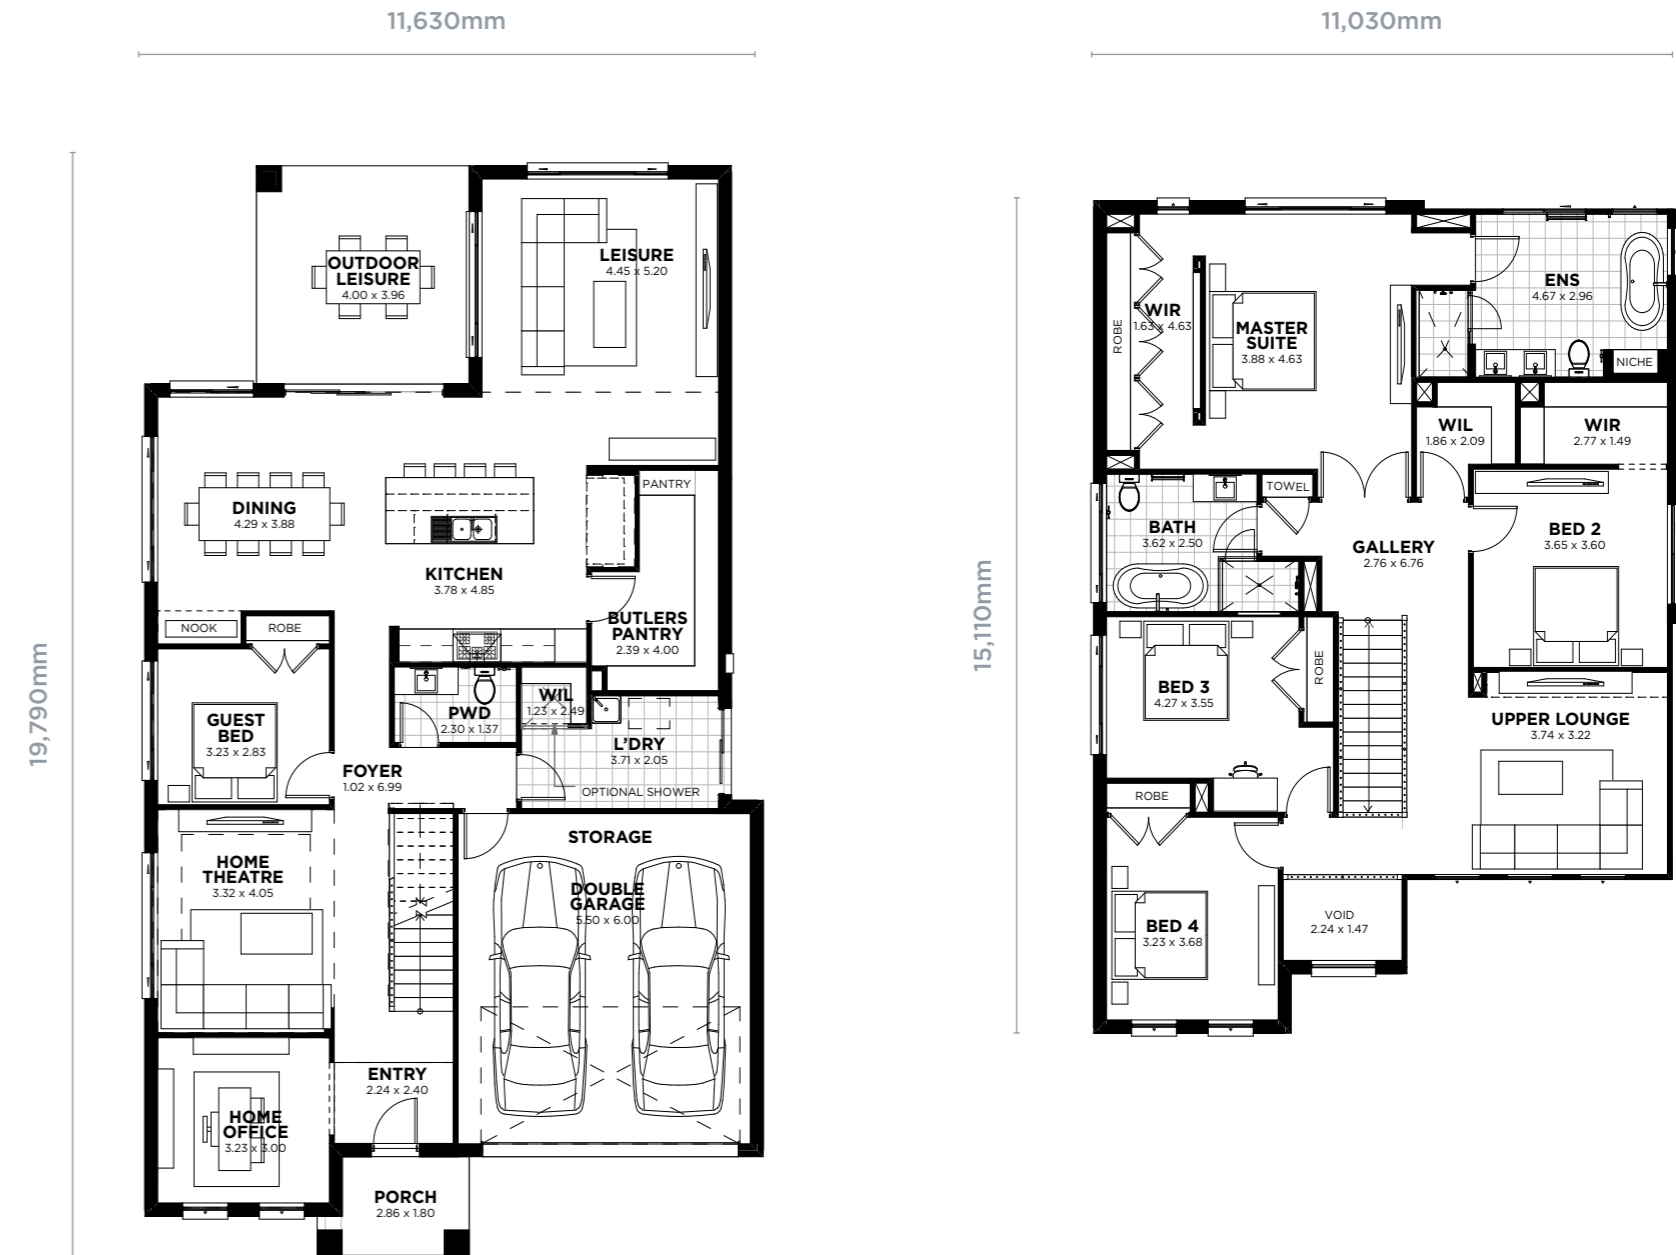 11,630mm
19,790mm
OUTDOOR
LEISURE
4.00 x 3.96
LEISURE
4.45 x 5.20
DINING
4.29 x 3.88
KITCHEN
3.78 x 4.85
PANTRY
BUTLERS
PANTRY
2.39 x 4.00
NOOK
ROBE
GUEST
BED
3.23 x 2.83
PWD
2.30 x 1.37
WIL
1.23 x 2.49
L'DRY
3.71 x 2.05
OPTIONAL SHOWER
FOYER
1.02 x 6.99
HOME
THEATRE
3.32 x 4.05
STORAGE
DOUBLE
GARAGE
5.50 x 6.00
ENTRY
2.24 x 2.40
HOME
OFFICE
3.23 x 3.00
PORCH
2.86 x 1.80
11,030mm
15,110mm
ROBE
WIR
1.63 x 4.63
MASTER
SUITE
3.88 x 4.63
ENS
4.67 x 2.96
NICHE
WIL
1.86 x 2.09
WIR
2.77 x 1.49
TOWEL
BATH
3.62 x 2.50
GALLERY
2.76 x 6.76
BED 2
3.65 x 3.60
BED 3
4.27 x 3.55
ROBE
UPPER LOUNGE
3.74 x 3.22
ROBE
BED 4
3.23 x 3.68
VOID
2.24 x 1.47